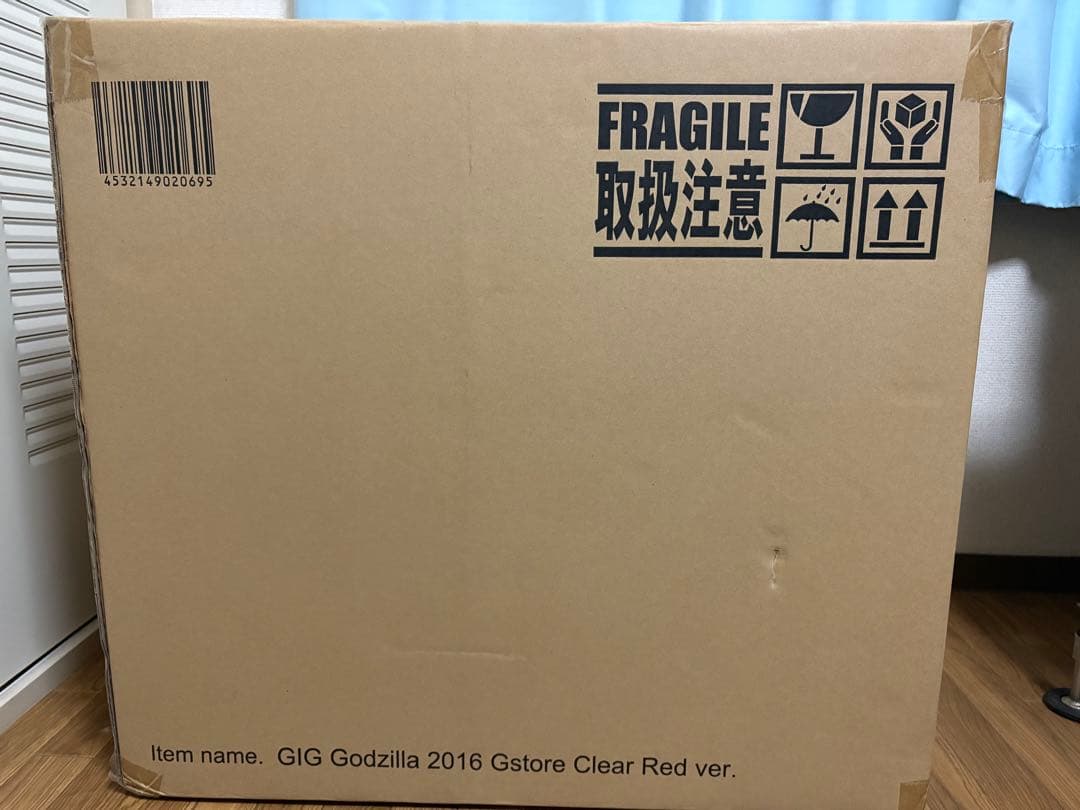 4532149020695
FRAGILE
取扱注意
Item name. GIG Godzilla 2016 Gstore Clear Red ver.